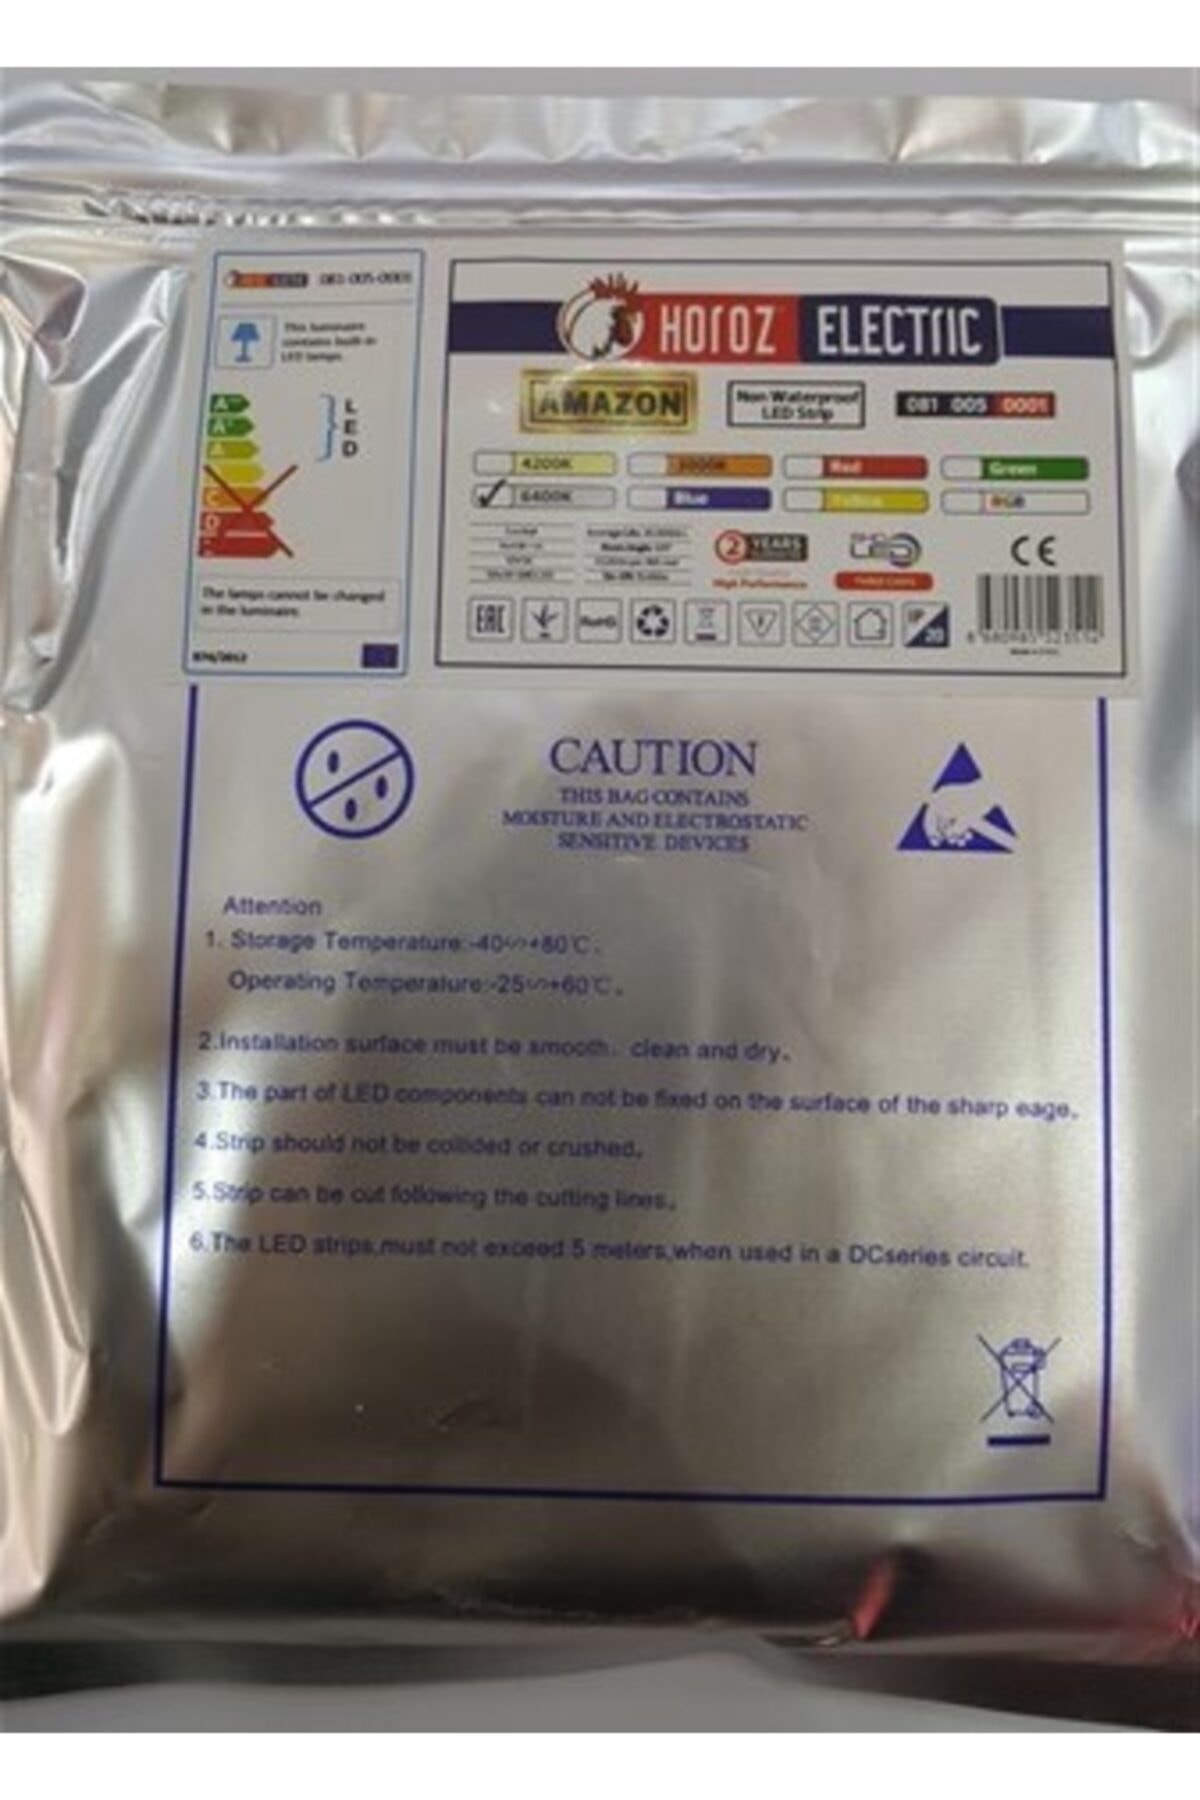 081-005-0001
This luminaire
contains built-in
LED lamps.
A++
A+
A
C
D
L
E
D
The lamps cannot be changed
in the luminaire.
874/2012
HOROZ ELECTRIC
AMAZON
Non Waterproof
LED Strip
081 005 0001
4200K
3000K
Red
Green
6400K
Blue
Yellow
RGB
2 YEARS
High Performance
LED
CE
EAC
RoHS
IP
20
CAUTION
THIS BAG CONTAINS
MOISTURE AND ELECTROSTATIC
SENSITIVE DEVICES
Attention
1. Storage Temperature:-40~+80℃。
Operating Temperature:-25~+60℃。
2.Installation surface must be smooth, clean and dry。
3.The part of LED components can not be fixed on the surface of the sharp eage。
4.Strip should not be collided or crushed。
5.Strip can be cut following the cutting lines。
6.The LED strips,must not exceed 5 meters,when used in a DCseries circuit.